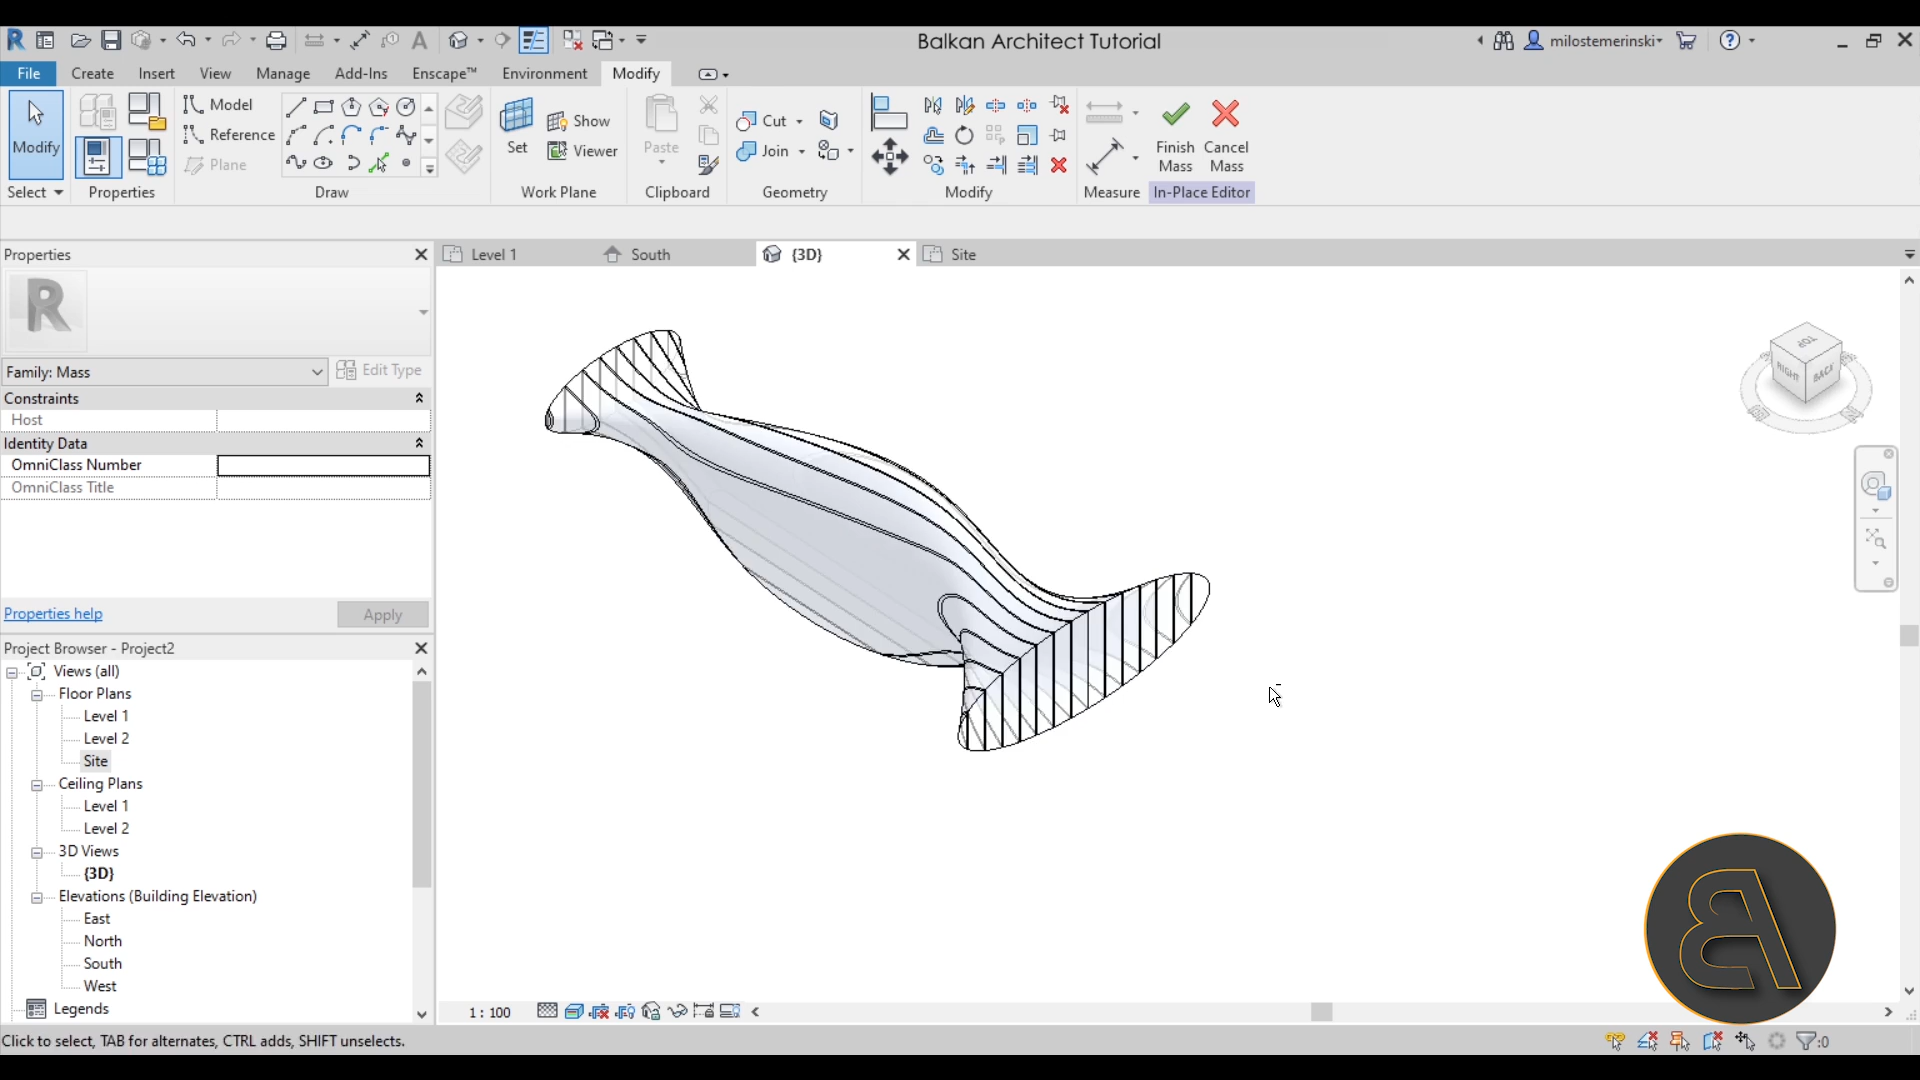 Balkan Architect Tutorial
milostemerinski
File Create Insert View Manage Add-Ins Enscape™ Environment Modify
Modify
Model
Reference
Plane
Set
Show
Viewer
Paste
Cut
Join
Finish Mass
Cancel Mass
Select Properties Draw Work Plane Clipboard Geometry Modify Measure In-Place Editor
Properties
Level 1 South {3D} Site
Family: Mass Edit Type
Constraints
Host
Identity Data
OmniClass Number
OmniClass Title
Properties help Apply
TOP
RIGHT BACK
Project Browser - Project2
Views (all)
Floor Plans
Level 1
Level 2
Site
Ceiling Plans
Level 1
Level 2
3D Views
{3D}
Elevations (Building Elevation)
East
North
South
West
Legends
1 : 100
Click to select, TAB for alternates, CTRL adds, SHIFT unselects.
:0